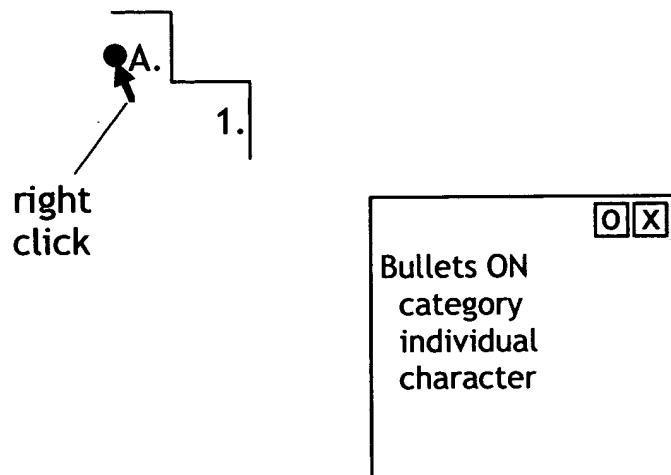 A.
1.
right
click
O X
Bullets ON
category
individual
character